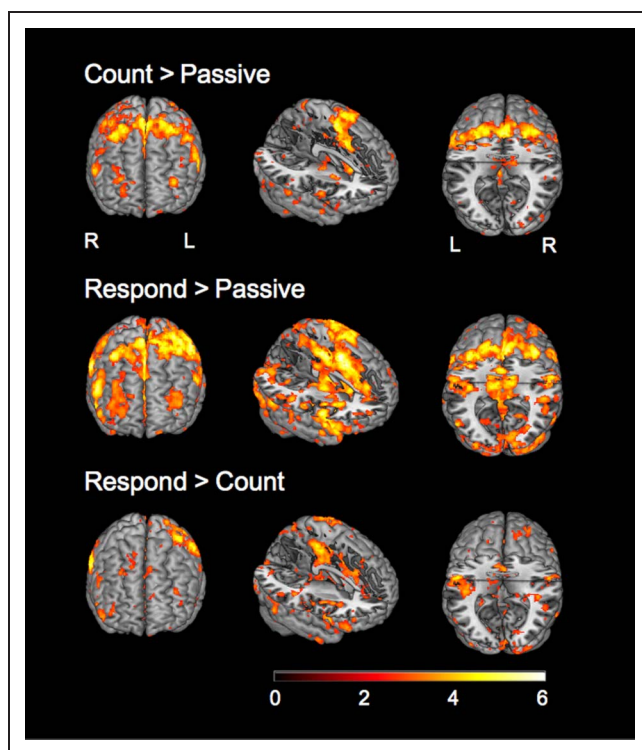 Count > Passive
R L L R
Respond > Passive
Respond > Count
0 2 4 6